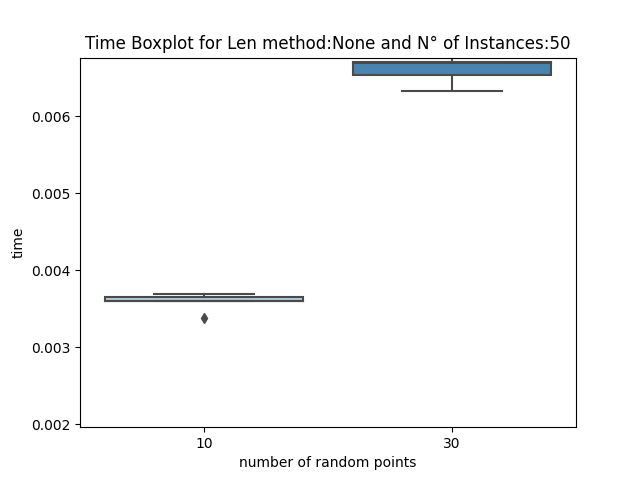 Time Boxplot for Len method:None and N° of Instances:50
0.006
0.005
0.004
0.003
0.002
time
10 30
number of random points